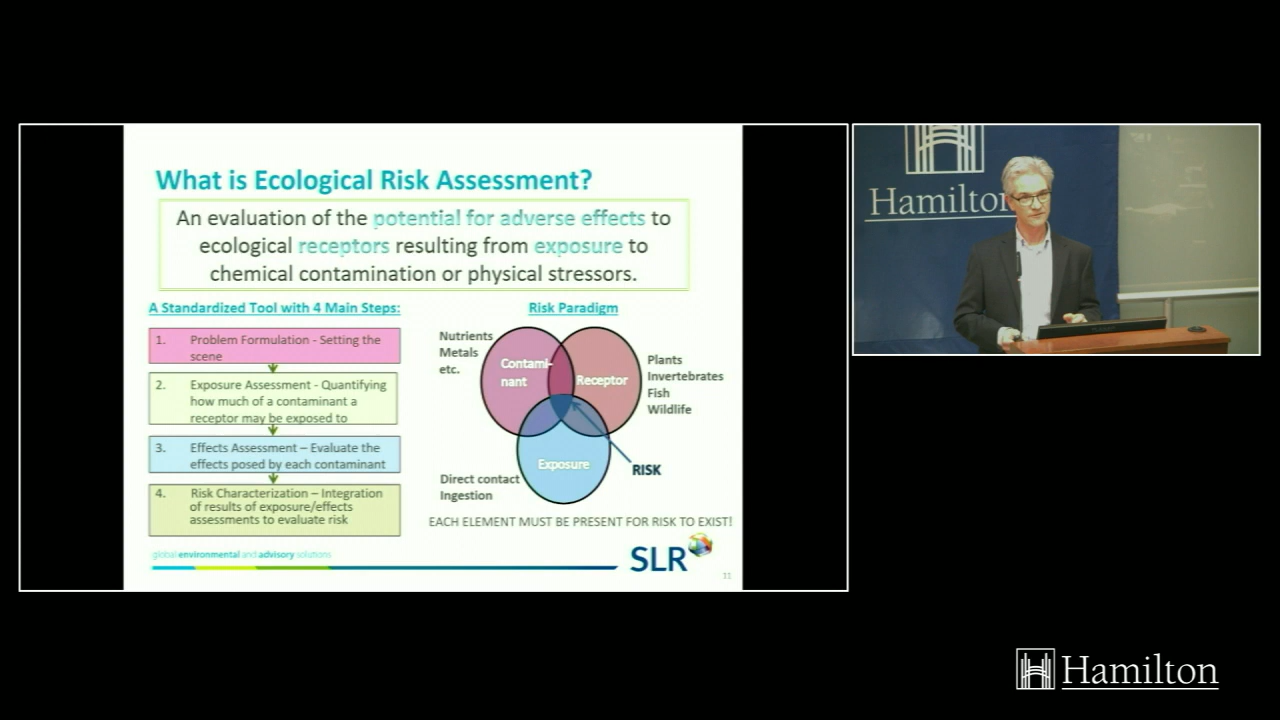 What is Ecological Risk Assessment?
An evaluation of the potential for adverse effects to
ecological receptors resulting from exposure to
chemical contamination or physical stressors.
A Standardized Tool with 4 Main Steps:
1. Problem Formulation - Setting the
scene
2. Exposure Assessment - Quantifying
how much of a contaminant a
receptor may be exposed to
3. Effects Assessment – Evaluate the
effects posed by each contaminant
4. Risk Characterization – Integration
of results of exposure/effects
assessments to evaluate risk
Risk Paradigm
Nutrients
Metals
etc.
Contami-
nant
Receptor
Plants
Invertebrates
Fish
Wildlife
Exposure
RISK
Direct contact
Ingestion
EACH ELEMENT MUST BE PRESENT FOR RISK TO EXIST!
global environmental and advisory solutions
SLR
11
Hamilton
Hamilton